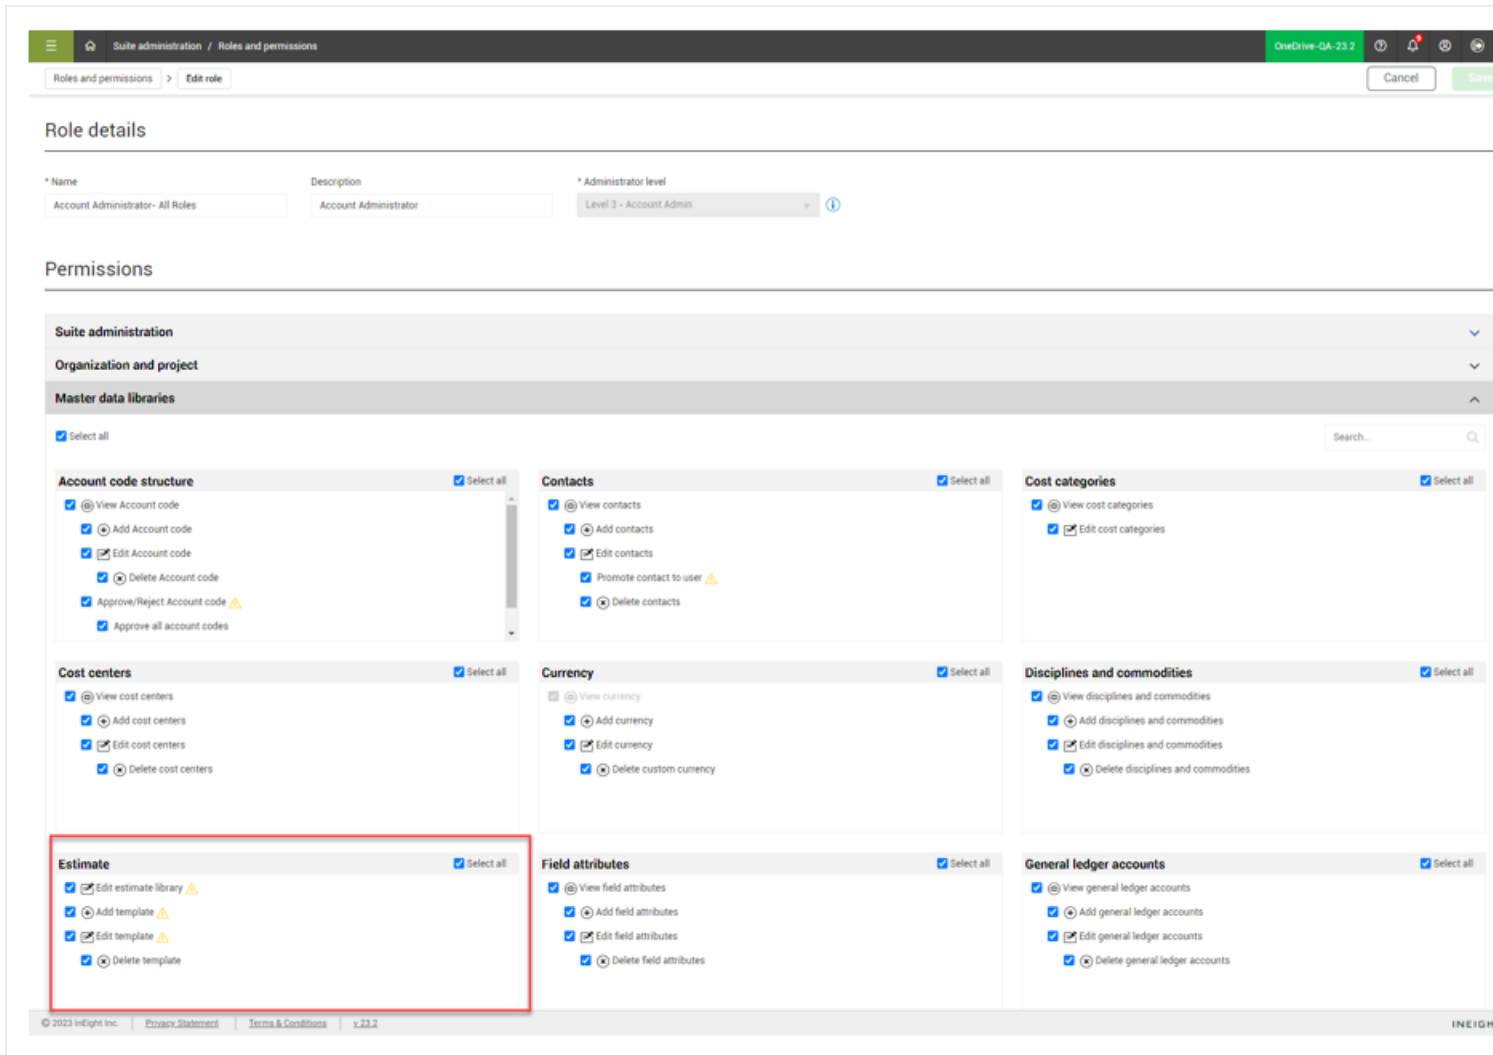 Suite administration / Roles and permissions
OneDrive-QA-23.2
Roles and permissions > Edit role
Cancel
Save
Role details
* Name
Description
* Administrator level
Account Administrator- All Roles
Account Administrator
Level 3 - Account Admin
Permissions
Suite administration
Organization and project
Master data libraries
Select all
Search...
Account code structure
Select all
View Account code
Add Account code
Edit Account code
Delete Account code
Approve/Reject Account code
Approve all account codes
Contacts
Select all
View contacts
Add contacts
Edit contacts
Promote contact to user
Delete contacts
Cost categories
Select all
View cost categories
Edit cost categories
Cost centers
Select all
View cost centers
Add cost centers
Edit cost centers
Delete cost centers
Currency
Select all
View currency
Add currency
Edit currency
Delete custom currency
Disciplines and commodities
Select all
View disciplines and commodities
Add disciplines and commodities
Edit disciplines and commodities
Delete disciplines and commodities
Estimate
Select all
Edit estimate library
Add template
Edit template
Delete template
Field attributes
Select all
View field attributes
Add field attributes
Edit field attributes
Delete field attributes
General ledger accounts
Select all
View general ledger accounts
Add general ledger accounts
Edit general ledger accounts
Delete general ledger accounts
© 2023 InEight Inc.
Privacy Statement
Terms & Conditions
v 23.2
INEIGH